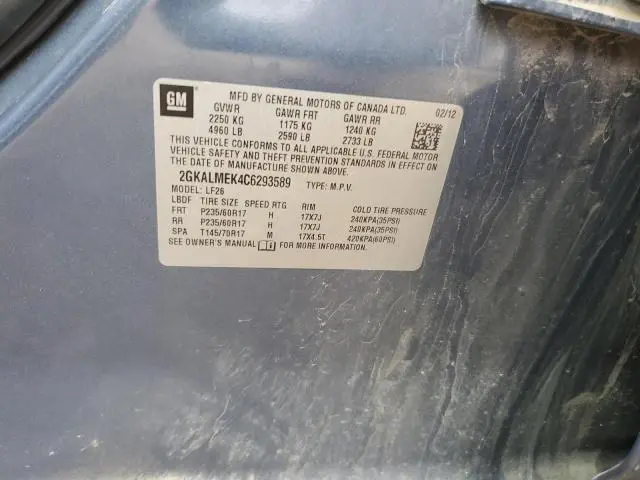 GM
MFD BY GENERAL MOTORS OF CANADA LTD. 02/12
GVWR GAWR FRT GAWR RR
2250 KG 1175 KG 1240 KG
4960 LB 2590 LB 2733 LB
THIS VEHICLE CONFORMS TO ALL APPLICABLE U.S. FEDERAL MOTOR
VEHICLE SAFETY AND THEFT PREVENTION STANDARDS IN EFFECT ON THE
DATE OF MANUFACTURE SHOWN ABOVE.
2GKALMEK4C6293589 TYPE: M.P.V.
MODEL: LF26
LBDF TIRE SIZE SPEED RTG RIM COLD TIRE PRESSURE
FRT P235/60R17 H 17X7J 240KPA(35PSI)
RR P235/60R17 H 17X7J 240KPA(35PSI)
SPA T145/70R17 M 17X4.5T 420KPA(60PSI)
SEE OWNER'S MANUAL FOR MORE INFORMATION.